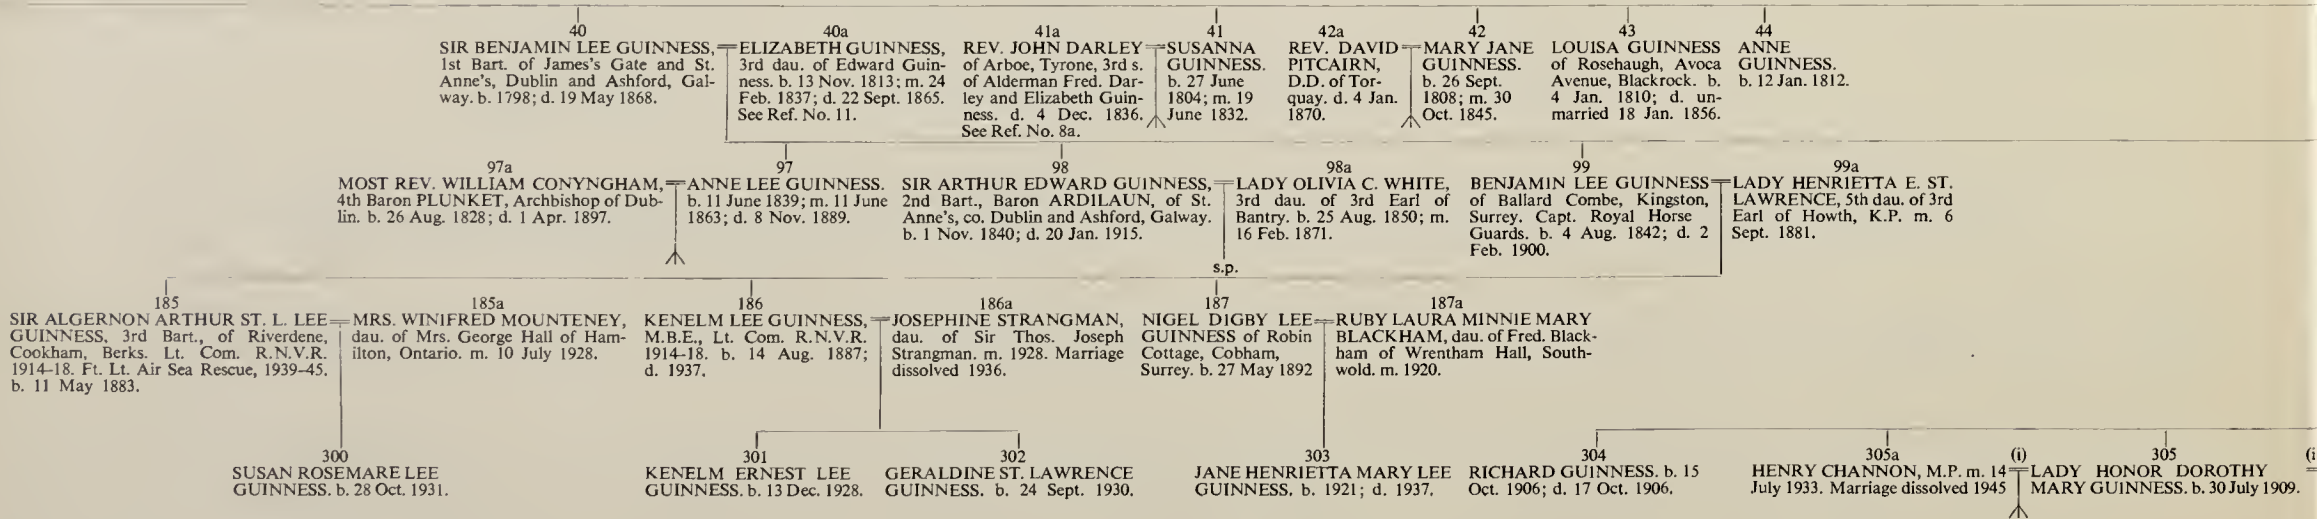 40
SIR BENJAMIN LEE GUINNESS,
1st Bart. of James's Gate and St.
Anne's, Dublin and Ashford, Gal-
way. b. 1798; d. 19 May 1868.
40a
ELIZABETH GUINNESS,
3rd dau. of Edward Guin-
ness. b. 13 Nov. 1813; m. 24
Feb. 1837; d. 22 Sept. 1865.
See Ref. No. 11.
41a
REV. JOHN DARLEY
of Arboe, Tyrone, 3rd s.
of Alderman Fred. Dar-
ley and Elizabeth Guin-
ness. d. 4 Dec. 1836.
See Ref. No. 8a.
41
SUSANNA
GUINNESS.
b. 27 June
1804; m. 19
June 1832.
42a
REV. DAVID
PITCAIRN,
D.D. of Tor-
quay. d. 4 Jan.
1870.
42
MARY JANE
GUINNESS.
b. 26 Sept.
1808; m. 30
Oct. 1845.
43
LOUISA GUINNESS
of Rosehaugh, Avoca
Avenue, Blackrock. b.
4 Jan. 1810; d. un-
married 18 Jan. 1856.
44
ANNE
GUINNESS.
b. 12 Jan. 1812.
97a
MOST REV. WILLIAM CONYNGHAM,
4th Baron PLUNKET, Archbishop of Dub-
lin. b. 26 Aug. 1828; d. 1 Apr. 1897.
97
ANNE LEE GUINNESS.
b. 11 June 1839; m. 11 June
1863; d. 8 Nov. 1889.
98
SIR ARTHUR EDWARD GUINNESS,
2nd Bart., Baron ARDILAUN, of St.
Anne's, co. Dublin and Ashford, Galway.
b. 1 Nov. 1840; d. 20 Jan. 1915.
98a
LADY OLIVIA C. WHITE,
3rd dau. of 3rd Earl of
Bantry. b. 25 Aug. 1850; m.
16 Feb. 1871.
s.p.
99
BENJAMIN LEE GUINNESS
of Ballard Combe, Kingston,
Surrey. Capt. Royal Horse
Guards. b. 4 Aug. 1842; d. 2
Feb. 1900.
99a
LADY HENRIETTA E. ST.
LAWRENCE, 5th dau. of 3rd
Earl of Howth, K.P. m. 6
Sept. 1881.
185
SIR ALGERNON ARTHUR ST. L. LEE
GUINNESS, 3rd Bart., of Riverdene,
Cookham, Berks. Lt. Com. R.N.V.R.
1914-18. Ft. Lt. Air Sea Rescue, 1939-45.
b. 11 May 1883.
185a
MRS. WINIFRED MOUNTENEY,
dau. of Mrs. George Hall of Ham-
ilton, Ontario. m. 10 July 1928.
186
KENELM LEE GUINNESS,
M.B.E., Lt. Com. R.N.V.R.
1914-18. b. 14 Aug. 1887;
d. 1937.
186a
JOSEPHINE STRANGMAN,
dau. of Sir Thos. Joseph
Strangman. m. 1928. Marriage
dissolved 1936.
187
NIGEL DIGBY LEE
GUINNESS of Robin
Cottage, Cobham,
Surrey. b. 27 May 1892
187a
RUBY LAURA MINNIE MARY
BLACKHAM, dau. of Fred. Black-
ham of Wrentham Hall, South-
wold. m. 1920.
300
SUSAN ROSEMARE LEE
GUINNESS. b. 28 Oct. 1931.
301
KENELM ERNEST LEE
GUINNESS. b. 13 Dec. 1928.
302
GERALDINE ST. LAWRENCE
GUINNESS. b. 24 Sept. 1930.
303
JANE HENRIETTA MARY LEE
GUINNESS. b. 1921; d. 1937.
304
RICHARD GUINNESS. b. 15
Oct. 1906; d. 17 Oct. 1906.
305a
HENRY CHANNON, M.P. m. 14
July 1933. Marriage dissolved 1945
(i)
305
LADY HONOR DOROTHY
MARY GUINNESS. b. 30 July 1909.